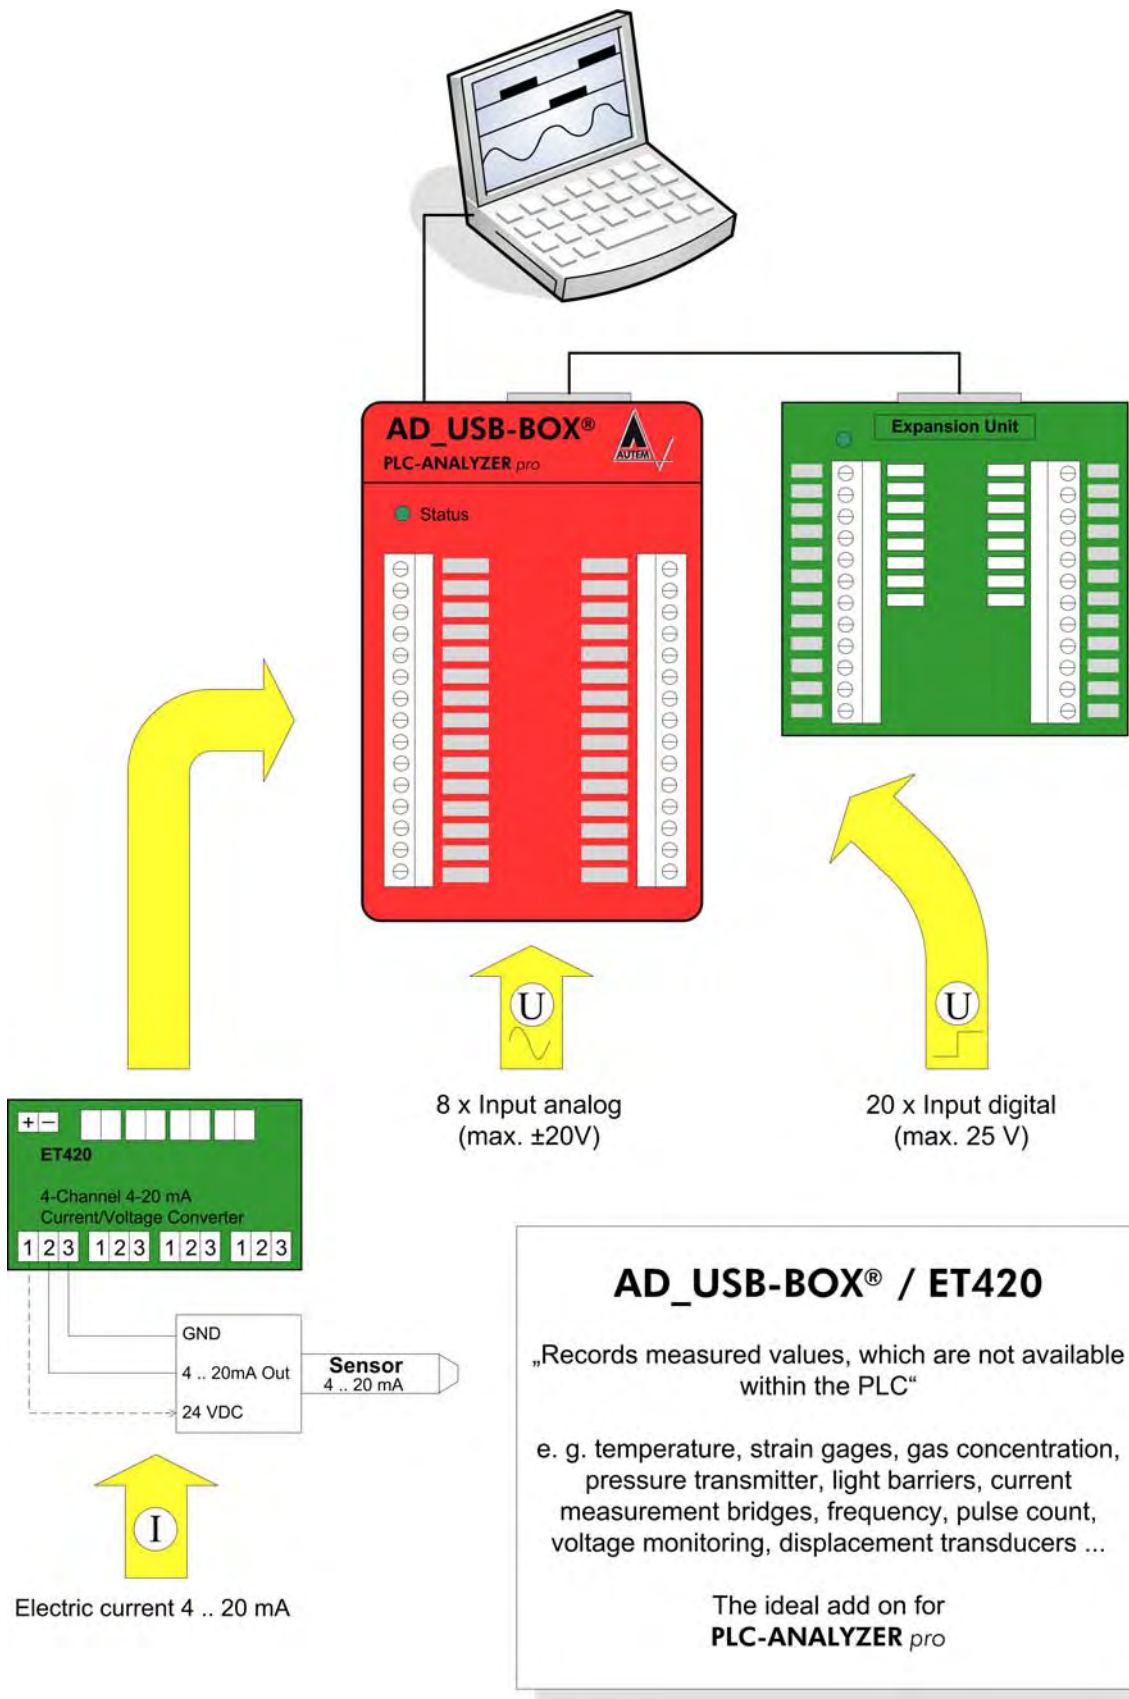 AD_USB-BOX®
AUTEM
PLC-ANALYZER pro
Status
Expansion Unit
U
8 x Input analog
(max. ±20V)
U
20 x Input digital
(max. 25 V)
+ −
ET420
4-Channel 4-20 mA
Current/Voltage Converter
1 2 3 1 2 3 1 2 3 1 2 3
GND
4 .. 20mA Out
24 VDC
Sensor
4 .. 20 mA
I
Electric current 4 .. 20 mA
AD_USB-BOX® / ET420
„Records measured values, which are not available
within the PLC“
e. g. temperature, strain gages, gas concentration,
pressure transmitter, light barriers, current
measurement bridges, frequency, pulse count,
voltage monitoring, displacement transducers ...
The ideal add on for
PLC-ANALYZER pro